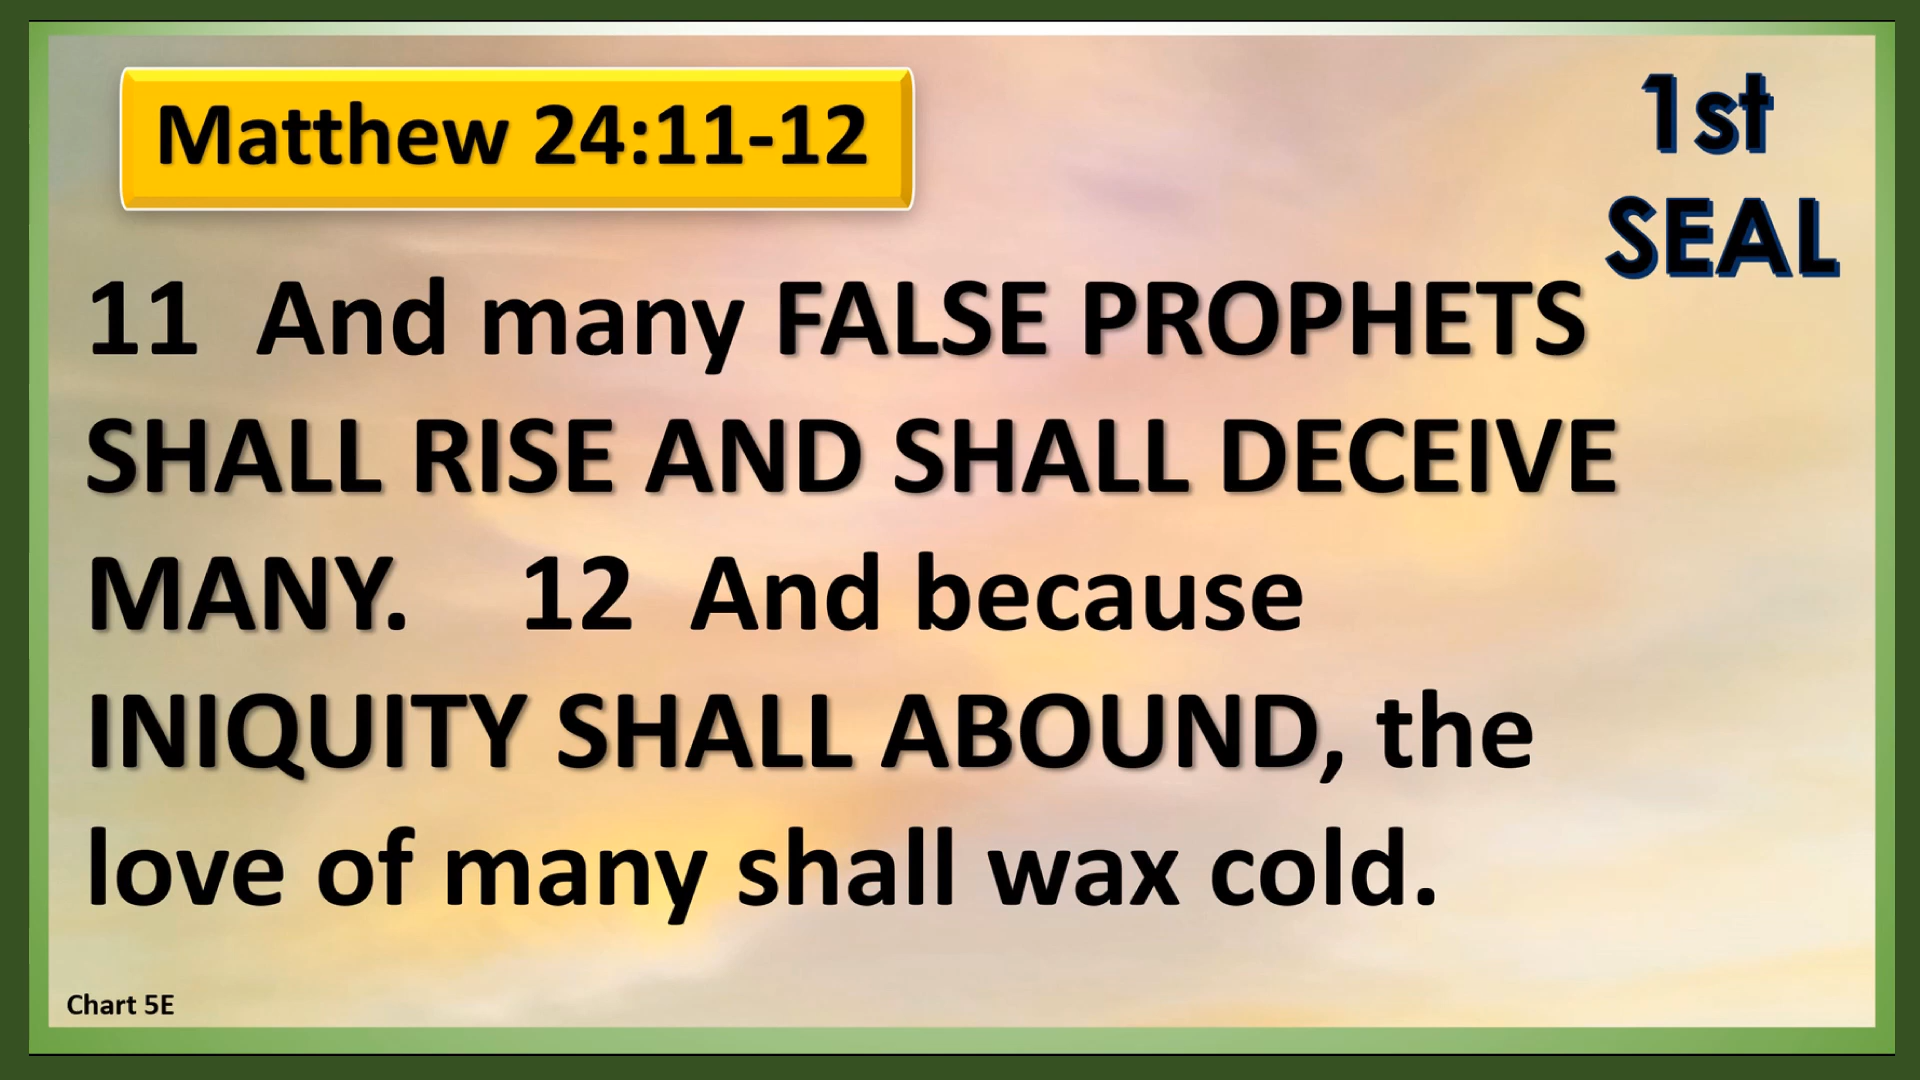 Matthew 24:11-12
1st
SEAL
11 And many FALSE PROPHETS
SHALL RISE AND SHALL DECEIVE
MANY. 12 And because
INIQUITY SHALL ABOUND, the
love of many shall wax cold.
Chart 5E